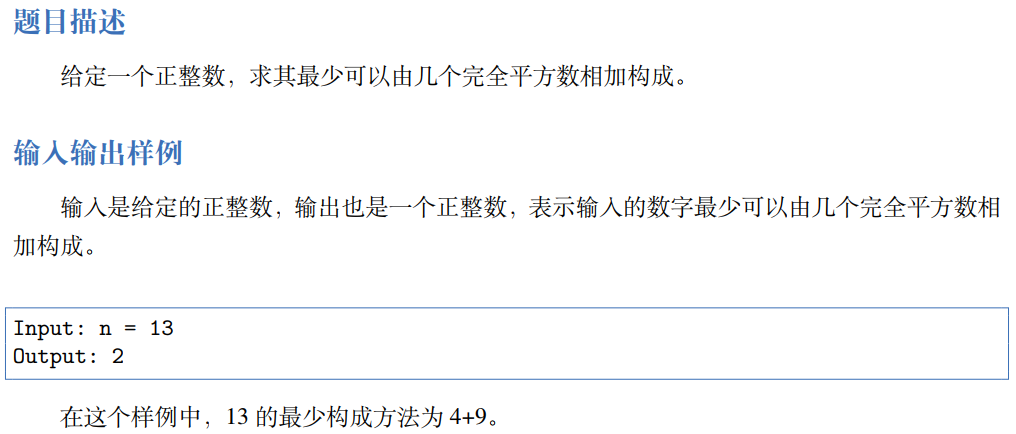 题目描述
给定一个正整数，求其最少可以由几个完全平方数相加构成。
输入输出样例
输入是给定的正整数，输出也是一个正整数，表示输入的数字最少可以由几个完全平方数相
加构成。
Input: n = 13
Output: 2
在这个样例中，13 的最少构成方法为 4+9。